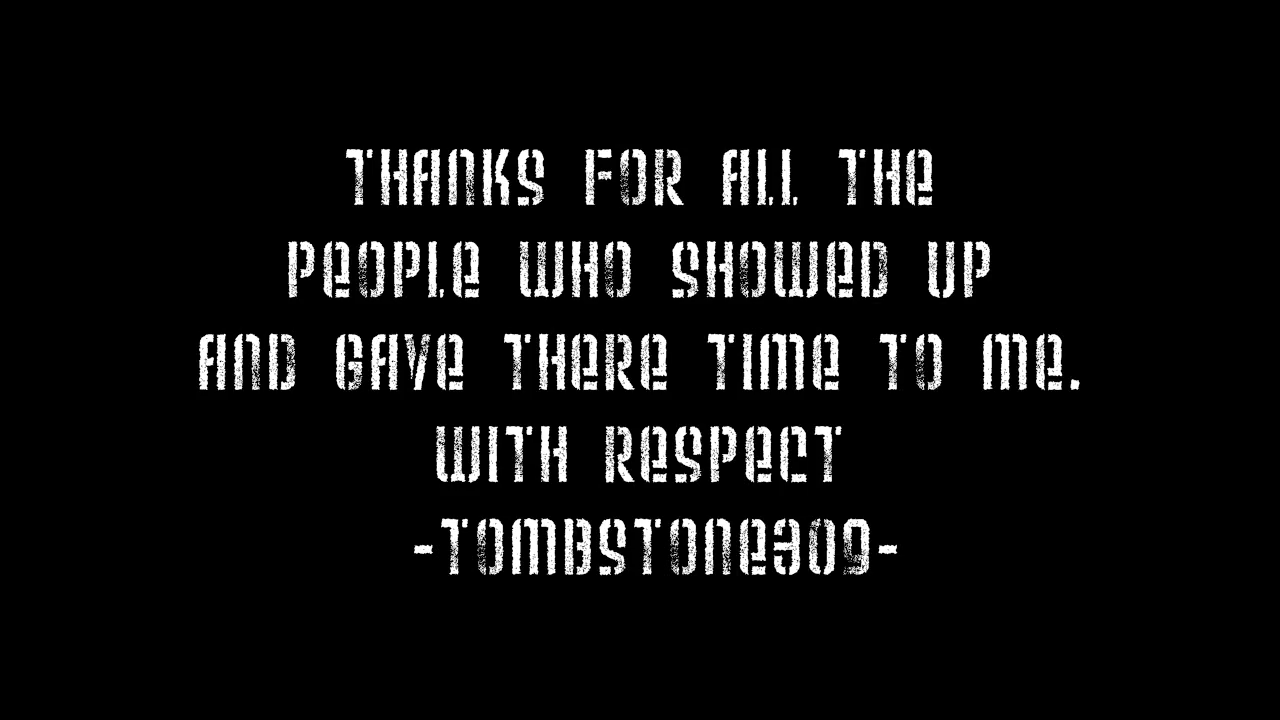 THANKS FOR ALL THE
PEOPLE WHO SHOWED UP
AND GAVE THERE TIME TO ME.
WITH RESPECT
-TOMBSTONE309-